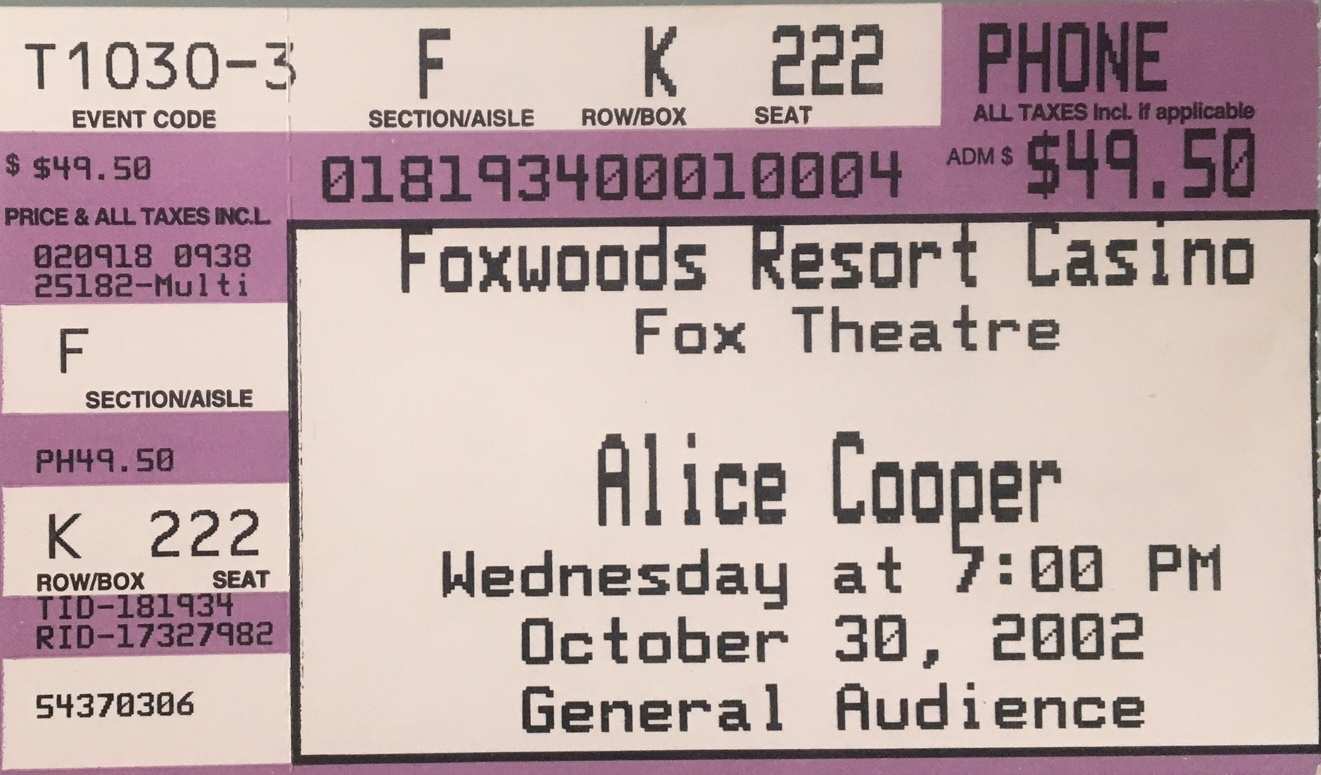 T1030-3
EVENT CODE
$ $49.50
PRICE & ALL TAXES INCL.
020918 0938
25182-Multi
F
SECTION/AISLE
PH49.50
K 222
ROW/BOX SEAT
TID-181934
RID-17327982
54370306
F K 222
SECTION/AISLE ROW/BOX SEAT
PHONE
ALL TAXES Incl. if applicable
018193400010004 ADM $ $49.50
Foxwoods Resort Casino
Fox Theatre
Alice Cooper
Wednesday at 7:00 PM
October 30, 2002
General Audience